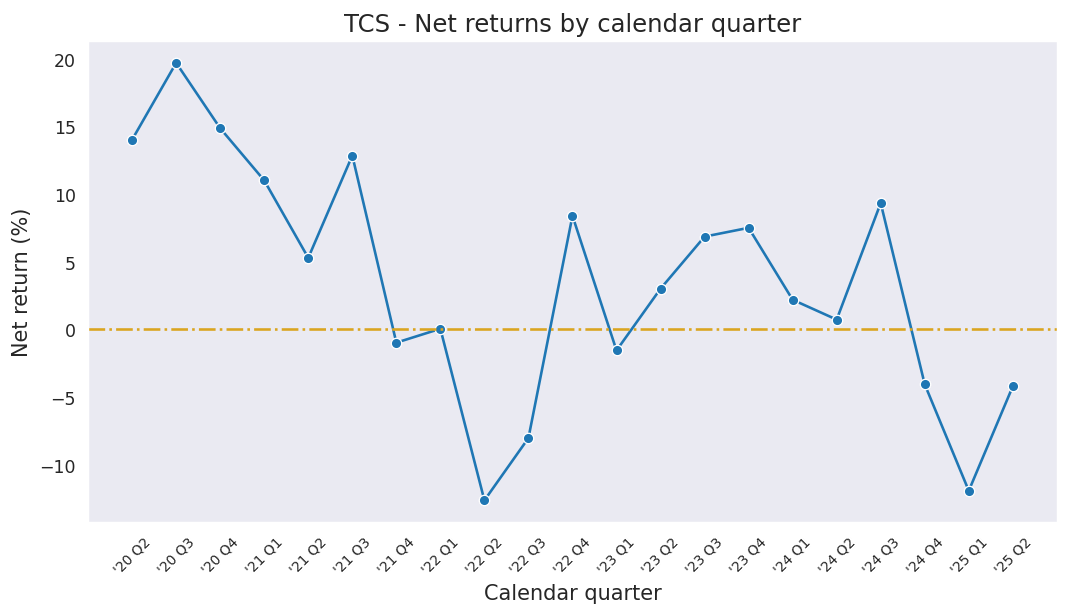 TCS - Net returns by calendar quarter
Net return (%)
20
15
10
5
0
−5
−10
'20 Q2
'20 Q3
'20 Q4
'21 Q1
'21 Q2
'21 Q3
'21 Q4
'22 Q1
'22 Q2
'22 Q3
'22 Q4
'23 Q1
'23 Q2
'23 Q3
'23 Q4
'24 Q1
'24 Q2
'24 Q3
'24 Q4
'25 Q1
'25 Q2
Calendar quarter